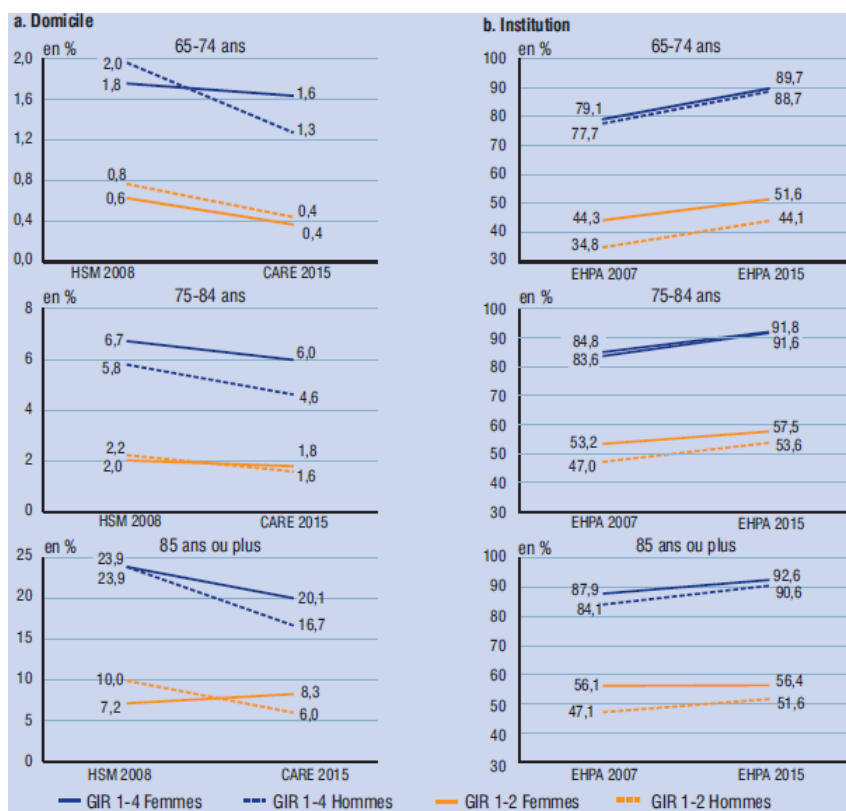 a. Domicile
en %
65-74 ans
2,0
1,6
1,2
0,8
0,4
0,0
2,0
1,8
1,6
1,3
0,8
0,6
0,4
0,4
HSM 2008
CARE 2015
en %
75-84 ans
8
6
4
2
0
6,7
5,8
6,0
4,6
2,2
2,0
1,8
1,6
HSM 2008
CARE 2015
en %
85 ans ou plus
25
20
15
10
5
0
23,9
23,9
20,1
16,7
10,0
7,2
8,3
6,0
HSM 2008
CARE 2015
b. Institution
en %
65-74 ans
100
90
80
70
60
50
40
30
79,1
77,7
89,7
88,7
44,3
34,8
51,6
44,1
EHPA 2007
EHPA 2015
en %
75-84 ans
100
90
80
70
60
50
40
30
84,8
83,6
91,8
91,6
53,2
47,0
57,5
53,6
EHPA 2007
EHPA 2015
en %
85 ans ou plus
100
90
80
60
50
40
30
87,9
84,1
92,6
90,6
56,1
47,1
56,4
51,6
EHPA 2007
EHPA 2015
GIR 1-4 Femmes
GIR 1-4 Hommes
GIR 1-2 Femmes
GIR 1-2 Hommes